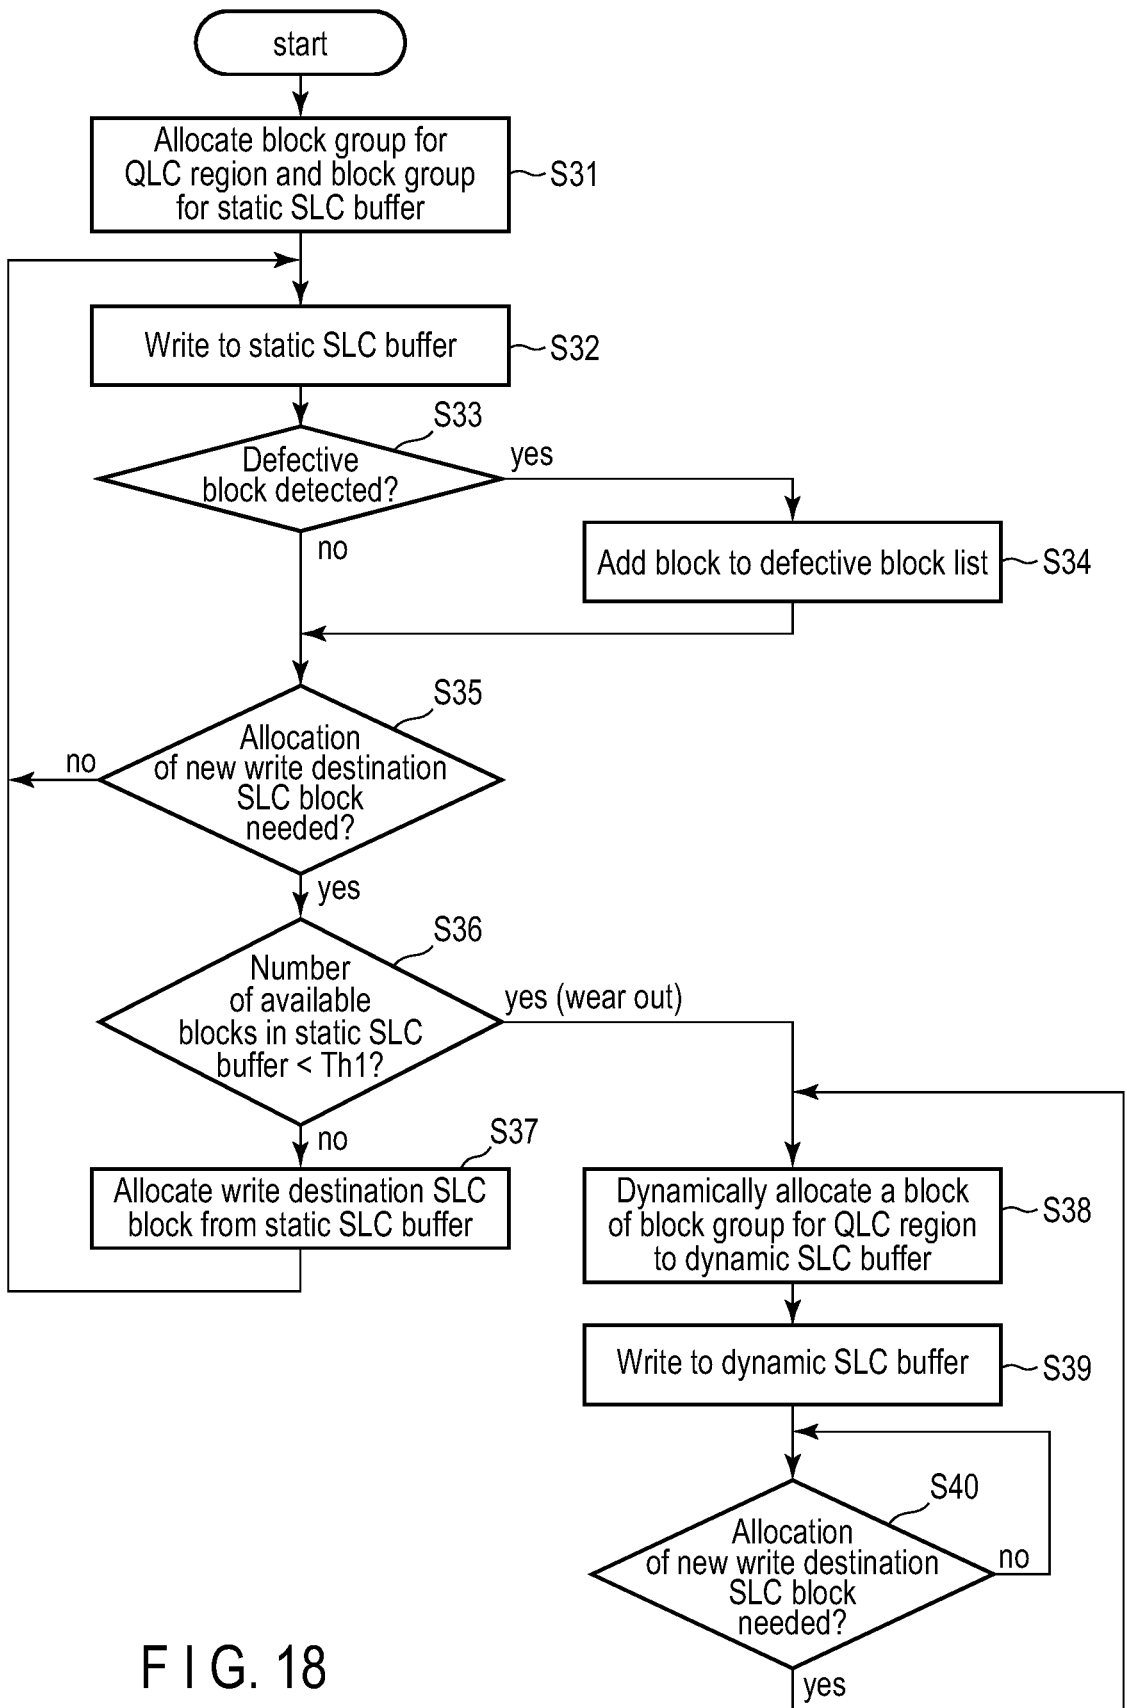 start
Allocate block group for
QLC region and block group
for static SLC buffer
S31
Write to static SLC buffer
S32
S33
Defective
block detected?
yes
no
Add block to defective block list
S34
S35
Allocation
of new write destination
SLC block
needed?
no
yes
S36
Number
of available
blocks in static SLC
buffer < Th1?
yes (wear out)
no
S37
Allocate write destination SLC
block from static SLC buffer
Dynamically allocate a block
of block group for QLC region
to dynamic SLC buffer
S38
Write to dynamic SLC buffer
S39
S40
Allocation
of new write destination
SLC block
needed?
no
yes
FIG. 18